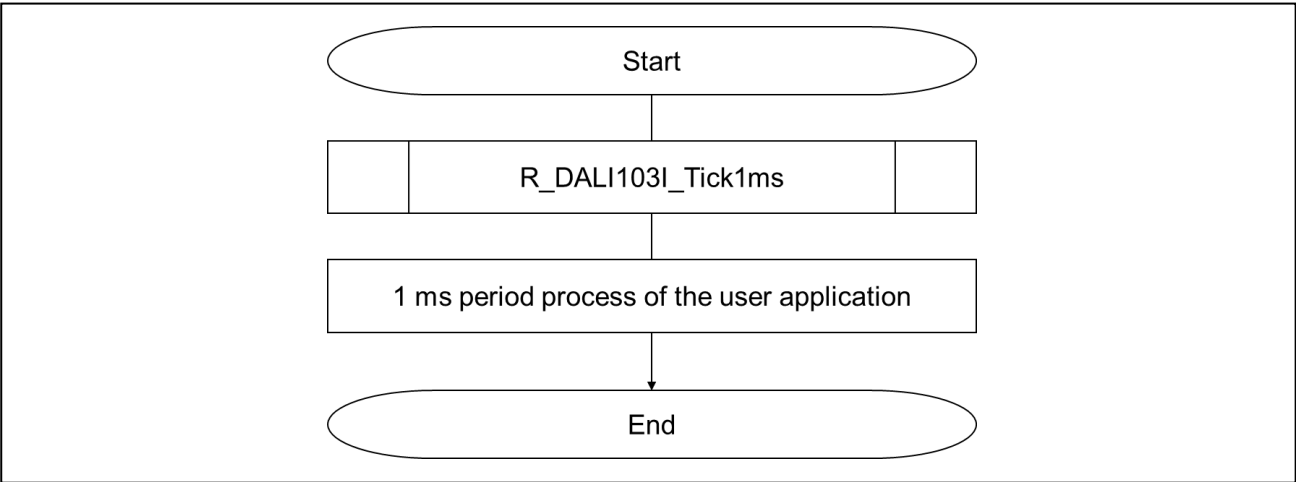 Start
R_DALI103I_Tick1ms
1 ms period process of the user application
End